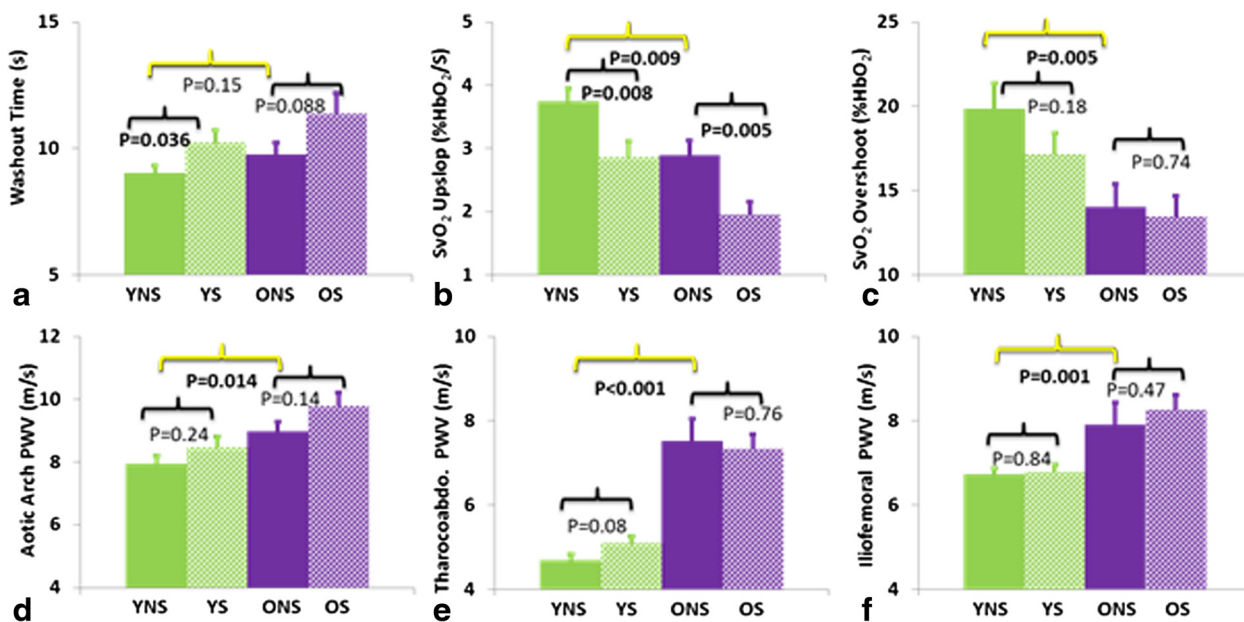 15
10
5
Washout Time (s)
P=0.15
P=0.088
P=0.036
YNS YS ONS OS
a
5
4
3
2
1
SvO₂ Upslop (%HbO₂/S)
P=0.009
P=0.008
P=0.005
YNS YS ONS OS
b
25
20
15
10
SvO₂ Overshoot (%HbO₂)
P=0.005
P=0.18
P=0.74
YNS YS ONS OS
c
12
10
8
6
4
Aotic Arch PWV (m/s)
P=0.014
P=0.14
P=0.24
YNS YS ONS OS
d
10
8
6
4
Tharocoabdo. PWV (m/s)
P<0.001
P=0.76
P=0.08
YNS YS ONS OS
e
10
8
6
4
Iliofemoral PWV (m/s)
P=0.001
P=0.47
P=0.84
YNS YS ONS OS
f